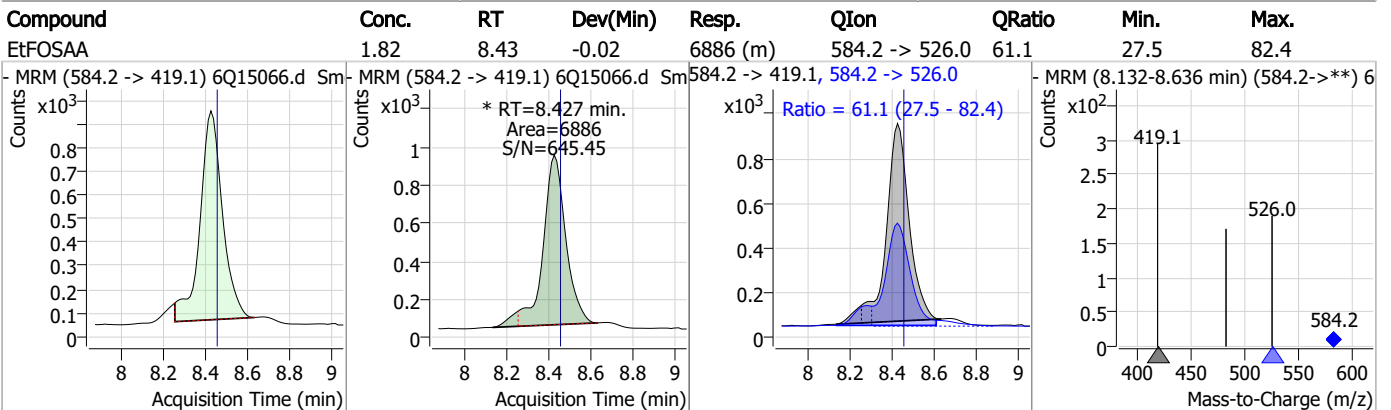 Compound Conc. RT Dev(Min) Resp. QIon QRatio Min. Max.
EtFOSAA 1.82 8.43 -0.02 6886 (m) 584.2 -> 526.0 61.1 27.5 82.4
- MRM (584.2 -> 419.1) 6Q15066.d Sm
Counts
x10³
0.8
0.7
0.6
0.5
0.4
0.3
0.2
0.1
0
8 8.2 8.4 8.6 8.8 9
Acquisition Time (min)
- MRM (584.2 -> 419.1) 6Q15066.d Sm
Counts
x10³
* RT=8.427 min.
Area=6886
S/N=645.45
1
0.8
0.6
0.4
0.2
0
8 8.2 8.4 8.6 8.8 9
Acquisition Time (min)
584.2 -> 419.1, 584.2 -> 526.0
Counts
x10³
Ratio = 61.1 (27.5 - 82.4)
0.8
0.6
0.4
0.2
0
8 8.2 8.4 8.6 8.8 9
Acquisition Time (min)
- MRM (8.132-8.636 min) (584.2->**) 6
Counts
x10²
419.1
3
2.5
2
526.0
1.5
1
0.5
584.2
0
400 450 500 550 600
Mass-to-Charge (m/z)